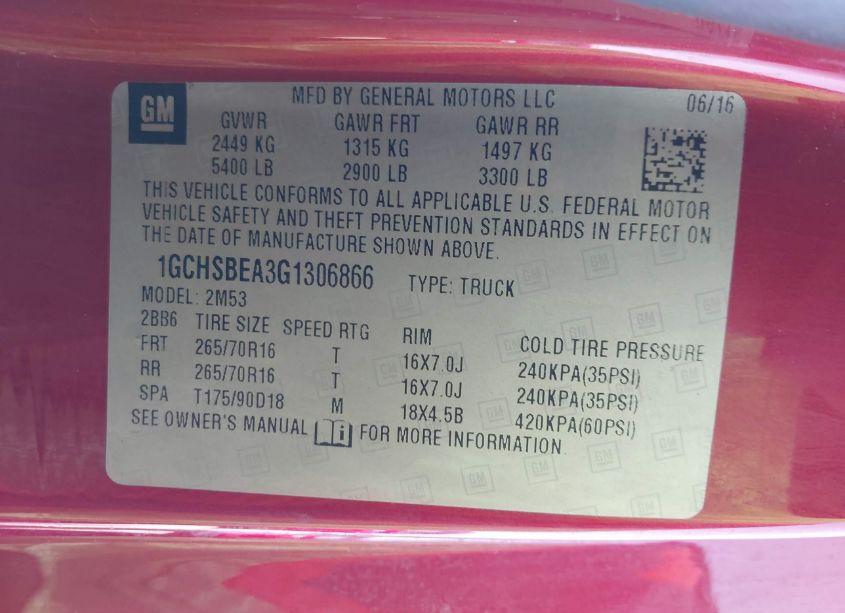 GM MFD BY GENERAL MOTORS LLC 06/16
GVWR GAWR FRT GAWR RR
2449 KG 1315 KG 1497 KG
5400 LB 2900 LB 3300 LB
THIS VEHICLE CONFORMS TO ALL APPLICABLE U.S. FEDERAL MOTOR
VEHICLE SAFETY AND THEFT PREVENTION STANDARDS IN EFFECT ON
THE DATE OF MANUFACTURE SHOWN ABOVE.
1GCHSBEA3G1306866 TYPE: TRUCK
MODEL: 2M53
2BB6 TIRE SIZE SPEED RTG RIM COLD TIRE PRESSURE
FRT 265/70R16 T 16X7.0J 240KPA(35PSI)
RR 265/70R16 T 16X7.0J 240KPA(35PSI)
SPA T175/90D18 M 18X4.5B 420KPA(60PSI)
SEE OWNER'S MANUAL FOR MORE INFORMATION.